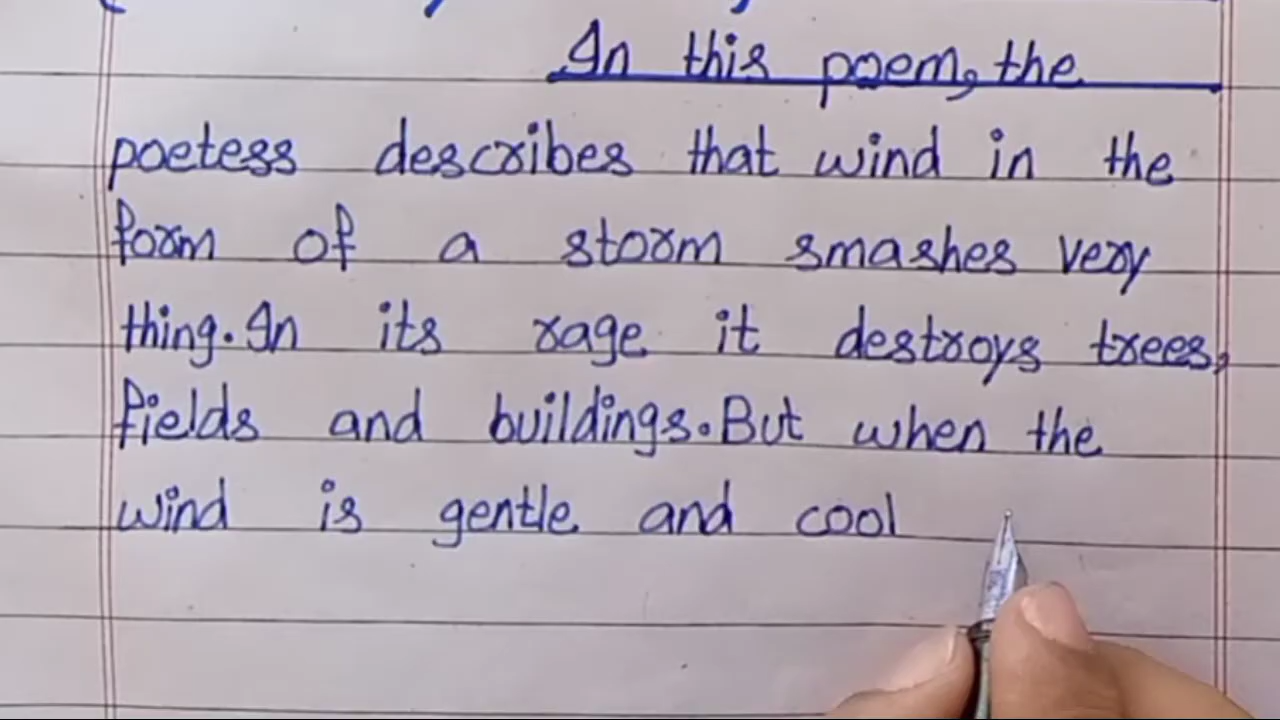 In this poem, the
poetess describes that wind in the
form of a storm smashes very
thing. In its rage it destroys trees,
fields and buildings. But when the
wind is gentle and cool